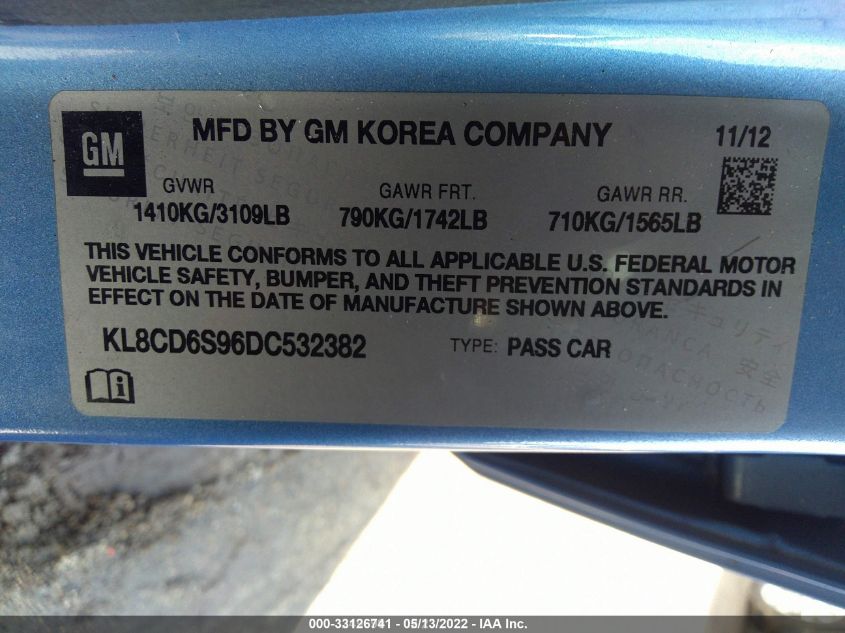 GM
MFD BY GM KOREA COMPANY
11/12
GVWR
GAWR FRT.
GAWR RR.
1410KG/3109LB
790KG/1742LB
710KG/1565LB
THIS VEHICLE CONFORMS TO ALL APPLICABLE U.S. FEDERAL MOTOR
VEHICLE SAFETY, BUMPER, AND THEFT PREVENTION STANDARDS IN
EFFECT ON THE DATE OF MANUFACTURE SHOWN ABOVE.
KL8CD6S96DC532382
TYPE: PASS CAR
000-33126741 - 05/13/2022 - IAA Inc.